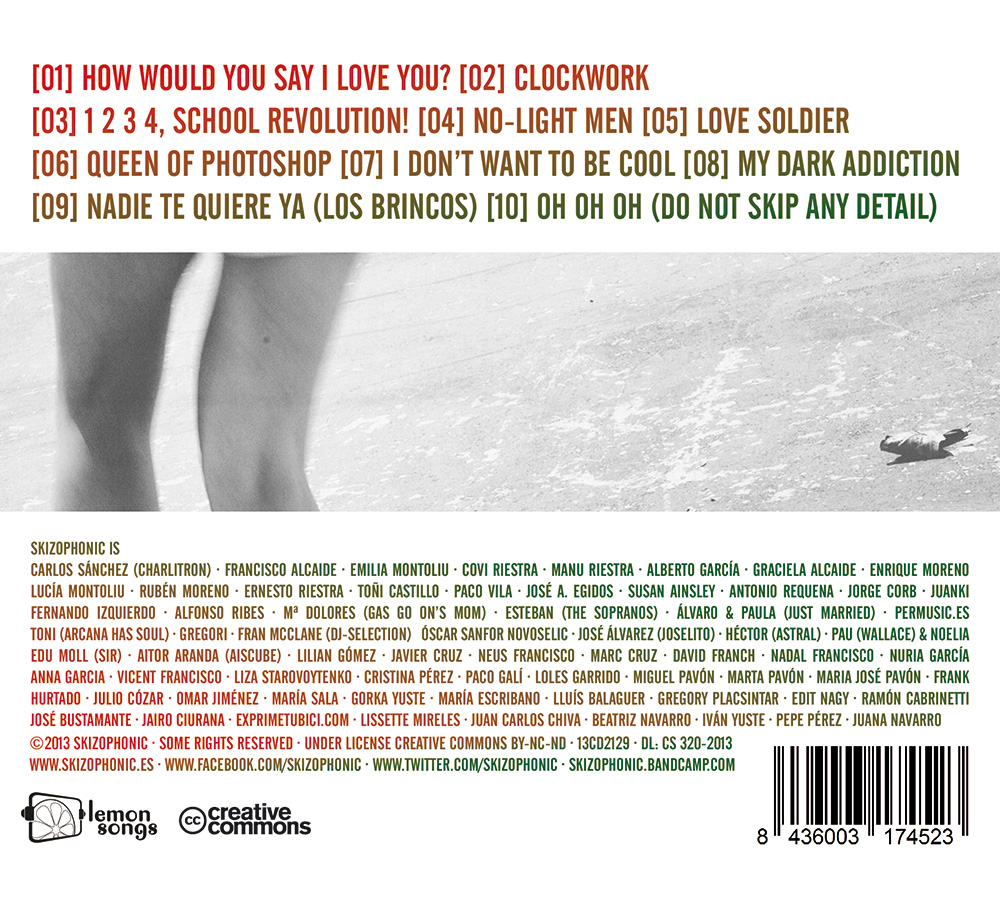 [01] HOW WOULD YOU SAY I LOVE YOU? [02] CLOCKWORK
[03] 1 2 3 4, SCHOOL REVOLUTION! [04] NO-LIGHT MEN [05] LOVE SOLDIER
[06] QUEEN OF PHOTOSHOP [07] I DON'T WANT TO BE COOL [08] MY DARK ADDICTION
[09] NADIE TE QUIERE YA (LOS BRINCOS) [10] OH OH OH (DO NOT SKIP ANY DETAIL)
SKIZOPHONIC IS
CARLOS SÁNCHEZ (CHARLITRON) · FRANCISCO ALCAIDE · EMILIA MONTOLIU · COVI RIESTRA · MANU RIESTRA · ALBERTO GARCÍA · GRACIELA ALCAIDE · ENRIQUE MORENO
LUCÍA MONTOLIU · RUBÉN MORENO · ERNESTO RIESTRA · TOÑI CASTILLO · PACO VILA · JOSÉ A. EGIDOS · SUSAN AINSLEY · ANTONIO REQUENA · JORGE CORB · JUANKI
FERNANDO IZQUIERDO · ALFONSO RIBES · Mª DOLORES (GAS GO ON'S MOM) · ESTEBAN (THE SOPRANOS) · ÁLVARO & PAULA (JUST MARRIED) · PERMUSIC.ES
TONI (ARCANA HAS SOUL) · GREGORI · FRAN MCCLANE (DJ-SELECTION) ÓSCAR SANFOR NOVOSELIC · JOSÉ ÁLVAREZ (JOSELITO) · HÉCTOR (ASTRAL) · PAU (WALLACE) & NOELIA
EDU MOLL (SIR) · AITOR ARANDA (AISCUBE) · LILIAN GÓMEZ · JAVIER CRUZ · NEUS FRANCISCO · MARC CRUZ · DAVID FRANCH · NADAL FRANCISCO · NURIA GARCÍA
ANNA GARCIA · VICENT FRANCISCO · LIZA STAROVOYTENKO · CRISTINA PÉREZ · PACO GALÍ · LOLES GARRIDO · MIGUEL PAVÓN · MARTA PAVÓN · MARIA JOSÉ PAVÓN · FRANK
HURTADO · JULIO CÓZAR · OMAR JIMÉNEZ · MARÍA SALA · GORKA YUSTE · MARÍA ESCRIBANO · LLUÍS BALAGUER · GREGORY PLACSINTAR · EDIT NAGY · RAMÓN CABRINETTI
JOSÉ BUSTAMANTE · JAIRO CIURANA · EXPRIMETUBICI.COM · LISSETTE MIRELES · JUAN CARLOS CHIVA · BEATRIZ NAVARRO · IVÁN YUSTE · PEPE PÉREZ · JUANA NAVARRO
©2013 SKIZOPHONIC · SOME RIGHTS RESERVED · UNDER LICENSE CREATIVE COMMONS BY-NC-ND · 13CD2129 · DL: CS 320-2013
WWW.SKIZOPHONIC.ES · WWW.FACEBOOK.COM/SKIZOPHONIC · WWW.TWITTER.COM/SKIZOPHONIC · SKIZOPHONIC.BANDCAMP.COM
lemon
songs
cc creative
commons
8 436003 174523